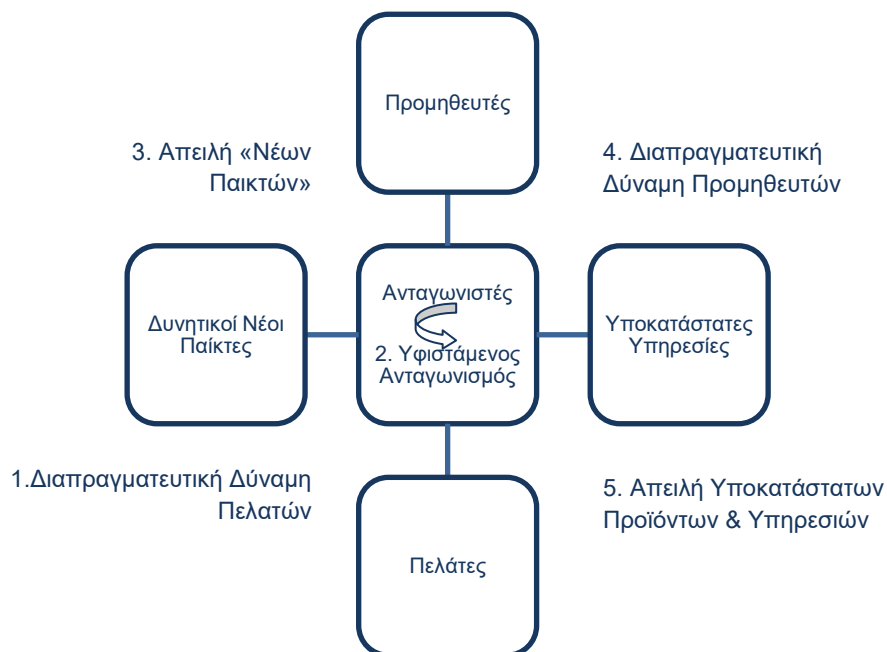 Προμηθευτές
3. Απειλή «Νέων
Παικτών»
4. Διαπραγματευτική
Δύναμη Προμηθευτών
Δυνητικοί Νέοι
Παίκτες
Ανταγωνιστές
2. Υφιστάμενος
Ανταγωνισμός
Υποκατάστατες
Υπηρεσίες
1.Διαπραγματευτική Δύναμη
Πελατών
5. Απειλή Υποκατάστατων
Προϊόντων & Υπηρεσιών
Πελάτες